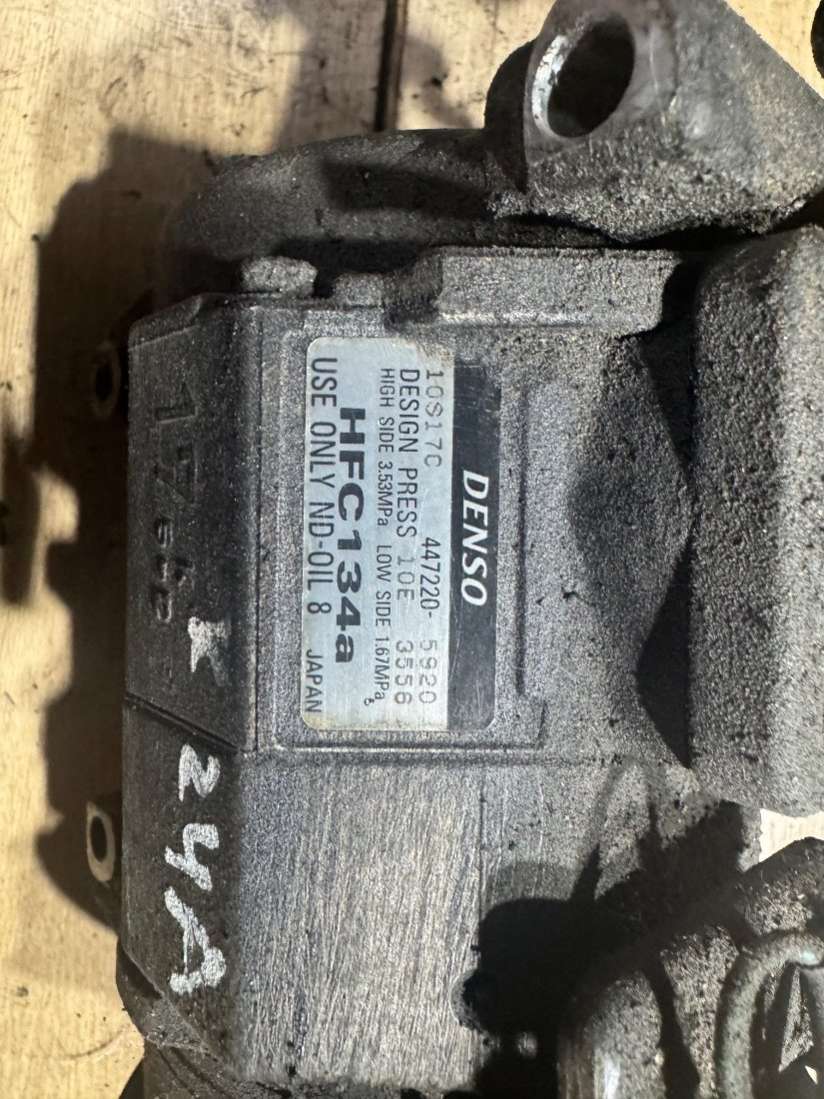 DENSO
10S17C 447220- 5920
DESIGN PRESS 10E 3556
HIGH SIDE 3.53MPa LOW SIDE 1.67MPa
HFC134a
USE ONLY ND-OIL 8 JAPAN
17
K
24A